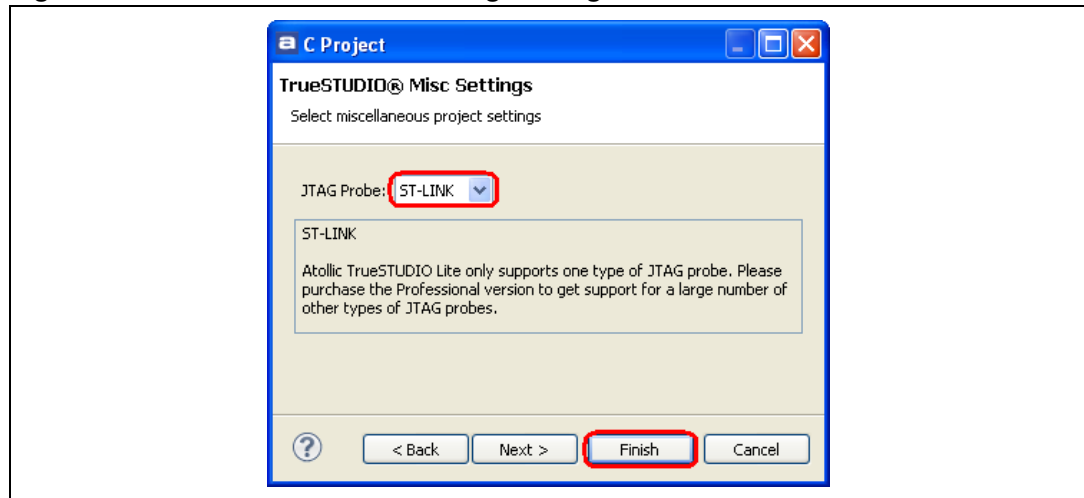 C Project
TrueSTUDIO® Misc Settings
Select miscellaneous project settings
JTAG Probe: ST-LINK
ST-LINK
Atollic TrueSTUDIO Lite only supports one type of JTAG probe. Please
purchase the Professional version to get support for a large number of
other types of JTAG probes.
? < Back Next > Finish Cancel